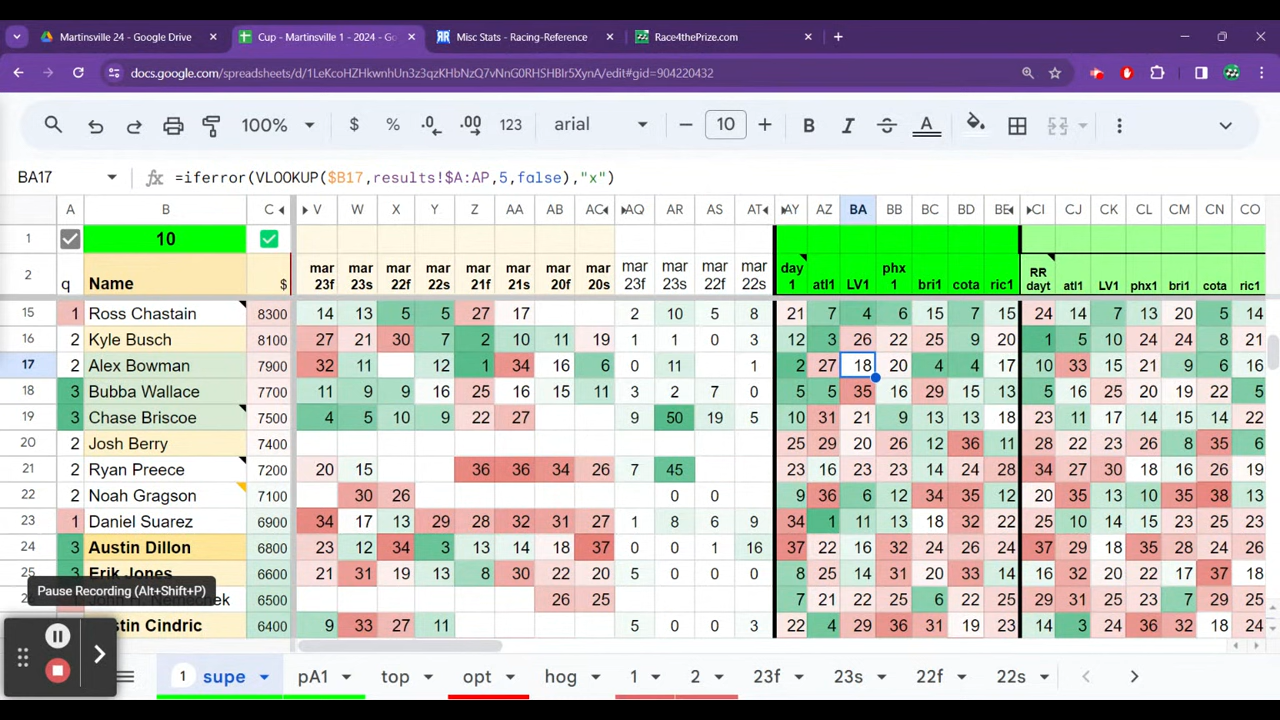 Martinsville 24 - Google Drive × Cup - Martinsville 1 - 2024 - Go × Misc Stats - Racing-Reference × Race4thePrize.com × +
docs.google.com/spreadsheets/d/1LeKcoHZHkwnhUn3z3qzKHbNzQ7vNnG0RHSHBIr5XynA/edit#gid=904220432
100% $ % .0 .00 123 arial − 10 + B I S A
BA17 fx =iferror(VLOOKUP($B17,results!$A:AP,5,false),"x")
A B C V W X Y Z AA AB AC AQ AR AS AT AY AZ BA BB BC BD BE CI CJ CK CL CM CN CO
1 10
2 q Name $ mar 23f mar 23s mar 22f mar 22s mar 21f mar 21s mar 20f mar 20s mar 23f mar 23s mar 22f mar 22s day 1 atl1 LV1 phx 1 bri1 cota ric1 RR dayt atl1 LV1 phx1 bri1 cota ric1
15 1 Ross Chastain 8300 14 13 5 5 27 17 2 10 5 8 21 7 4 6 15 7 15 24 14 7 13 20 5 14
16 2 Kyle Busch 8100 27 21 30 7 2 10 11 19 1 1 0 3 12 3 26 22 25 9 20 1 5 10 24 24 8 21
17 2 Alex Bowman 7900 32 11 12 1 34 16 6 0 11 1 2 27 18 20 4 4 17 10 33 15 21 9 6 16
18 3 Bubba Wallace 7700 11 9 9 16 25 16 15 11 3 2 7 0 5 5 35 16 29 15 13 5 16 25 20 28 22 5
19 3 Chase Briscoe 7500 4 5 10 9 22 27 9 50 19 5 10 31 21 9 13 13 18 23 11 17 14 15 14 22
20 2 Josh Berry 7400 25 29 20 26 12 36 11 28 22 23 26 8 35 6
21 2 Ryan Preece 7200 20 15 36 36 34 26 7 45 23 16 23 23 14 24 28 34 27 30 18 16 26 19
22 2 Noah Gragson 7100 30 26 0 0 9 36 6 12 34 35 12 20 35 13 10 35 38 13
23 1 Daniel Suarez 6900 34 17 13 29 28 32 31 27 1 8 6 9 34 1 11 13 18 32 22 25 10 14 15 23 25 23
24 3 Austin Dillon 6800 23 12 34 3 13 14 18 37 0 0 1 16 37 22 16 32 24 26 24 37 29 18 35 28 24 26
25 3 Erik Jones 6600 21 31 19 13 8 30 22 20 5 0 0 0 8 25 14 31 20 33 14 16 32 20 22 17 37 18
6500 26 25 7 21 22 25 6 22 21 29 31 25 23 7 29 25
6400 9 33 27 11 5 0 0 3 22 4 29 36 31 19 23 14 3 24 36 32 18 24
Pause Recording (Alt+Shift+P)
1 supe pA1 top opt hog 1 2 23f 23s 22f 22s